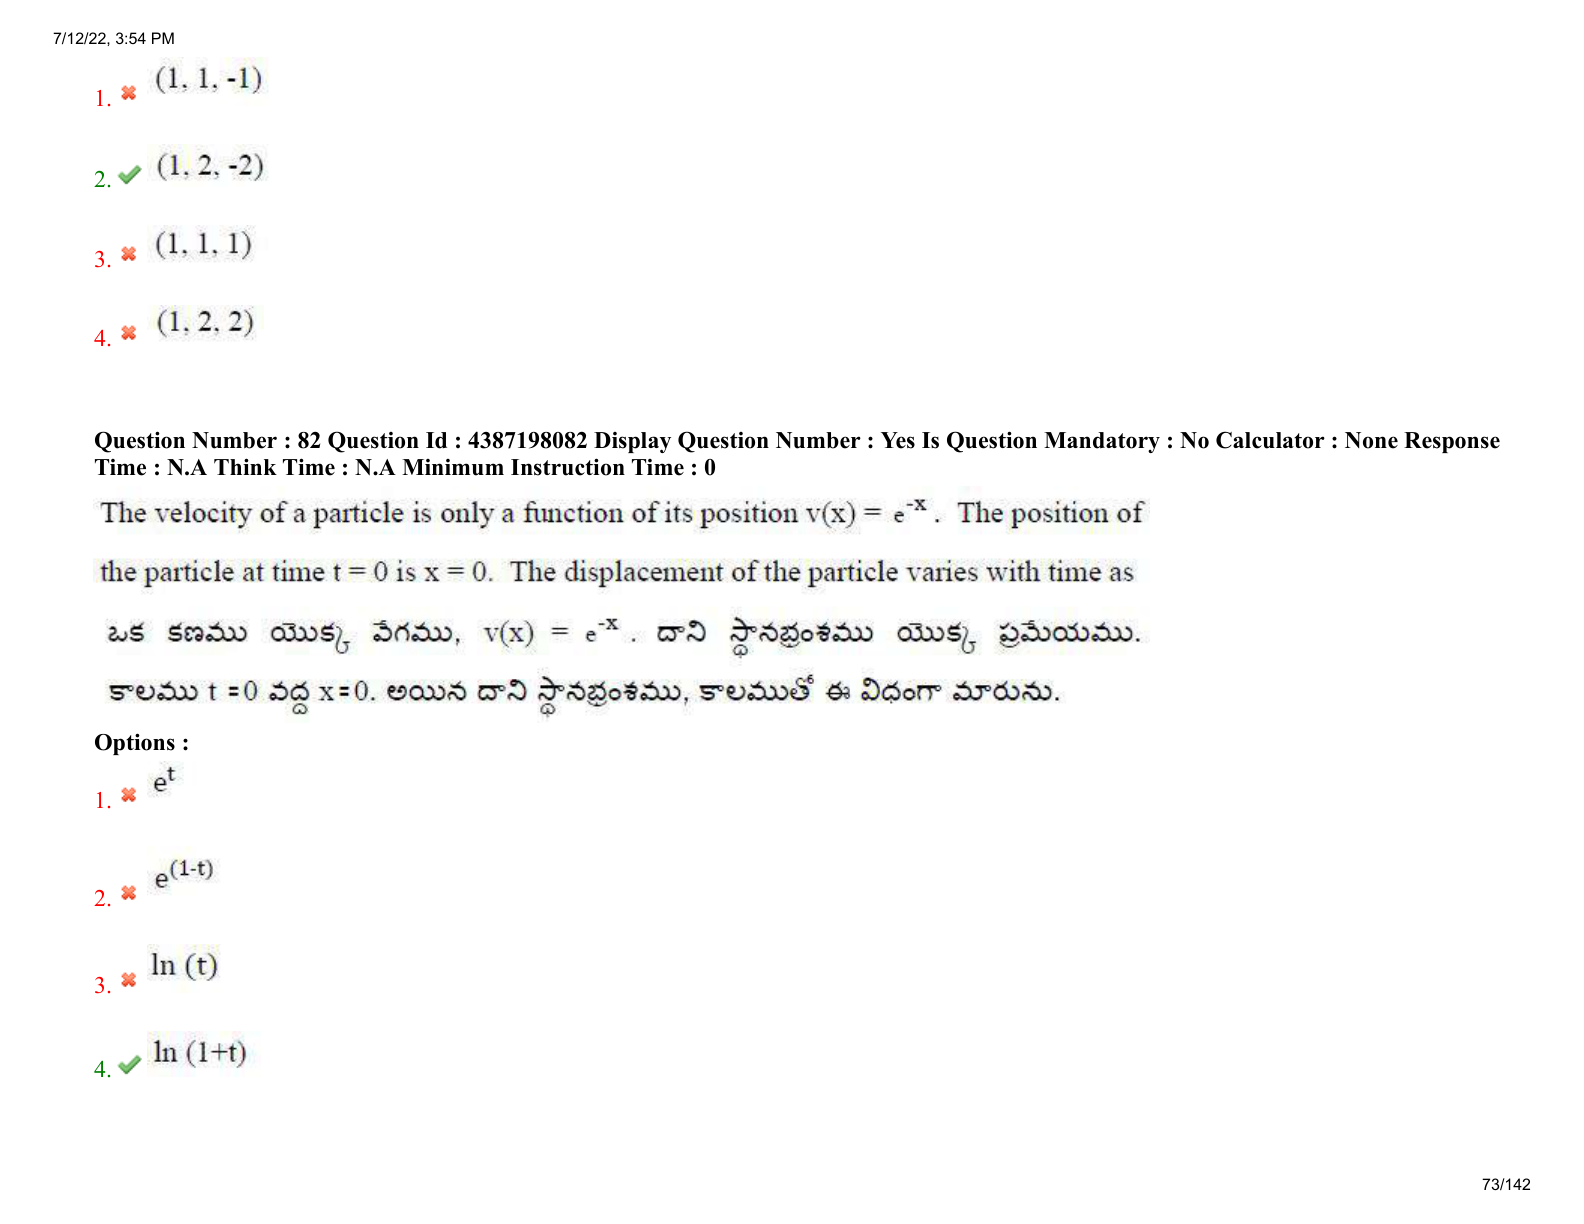 7/12/22, 3:54 PM
1. (1, 1, -1)
2. (1, 2, -2)
3. (1, 1, 1)
4. (1, 2, 2)
Question Number : 82 Question Id : 4387198082 Display Question Number : Yes Is Question Mandatory : No Calculator : None Response
Time : N.A Think Time : N.A Minimum Instruction Time : 0
The velocity of a particle is only a function of its position v(x) = e^-x . The position of
the particle at time t = 0 is x = 0. The displacement of the particle varies with time as
ఒక కణము యొక్క వేగము, v(x) = e^-x . దాని స్థానభ్రంశము యొక్క ప్రమేయము.
కాలము t =0 వద్ద x=0. అయిన దాని స్థానభ్రంశము, కాలముతో ఈ విధంగా మారును.
Options :
1. e^t
2. e^(1-t)
3. ln (t)
4. ln (1+t)
73/142